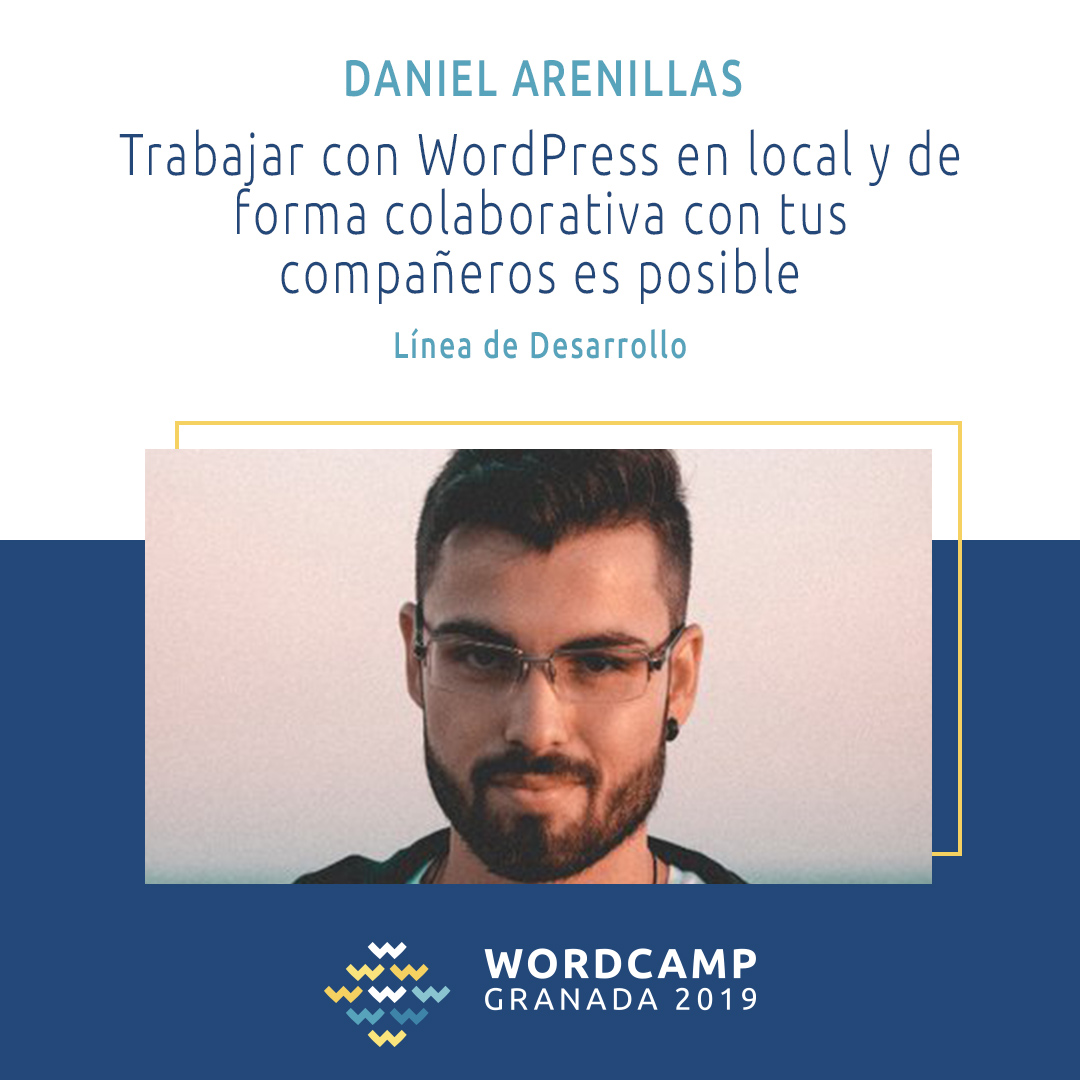 DANIEL ARENILLAS
Trabajar con WordPress en local y de
forma colaborativa con tus
compañeros es posible
Línea de Desarrollo
WORDCAMP
GRANADA 2019